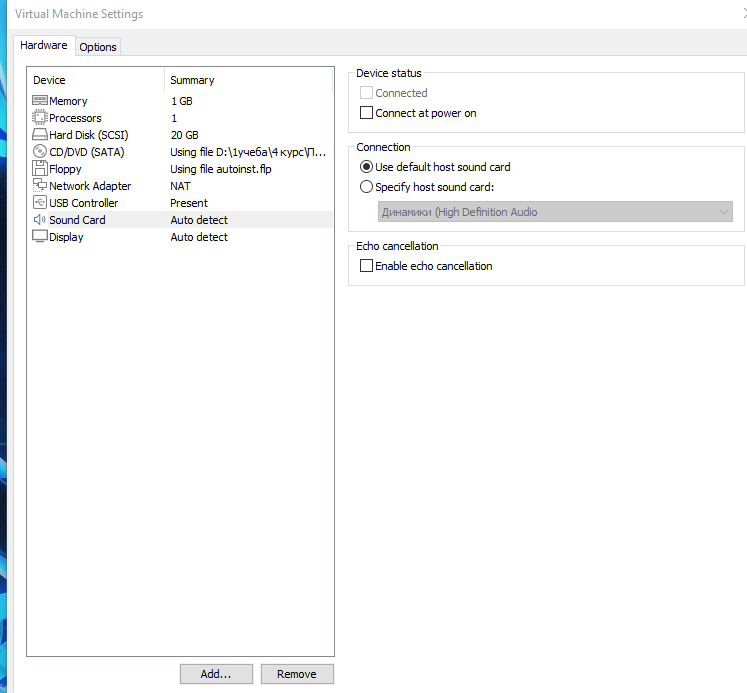 Virtual Machine Settings
Hardware Options
Device Summary
Memory 1 GB
Processors 1
Hard Disk (SCSI) 20 GB
CD/DVD (SATA) Using file D:\1учеба\4 курс\П...
Floppy Using file autoinst.flp
Network Adapter NAT
USB Controller Present
Sound Card Auto detect
Display Auto detect
Add... Remove
Device status
Connected
Connect at power on
Connection
Use default host sound card
Specify host sound card:
Динамики (High Definition Audio
Echo cancellation
Enable echo cancellation